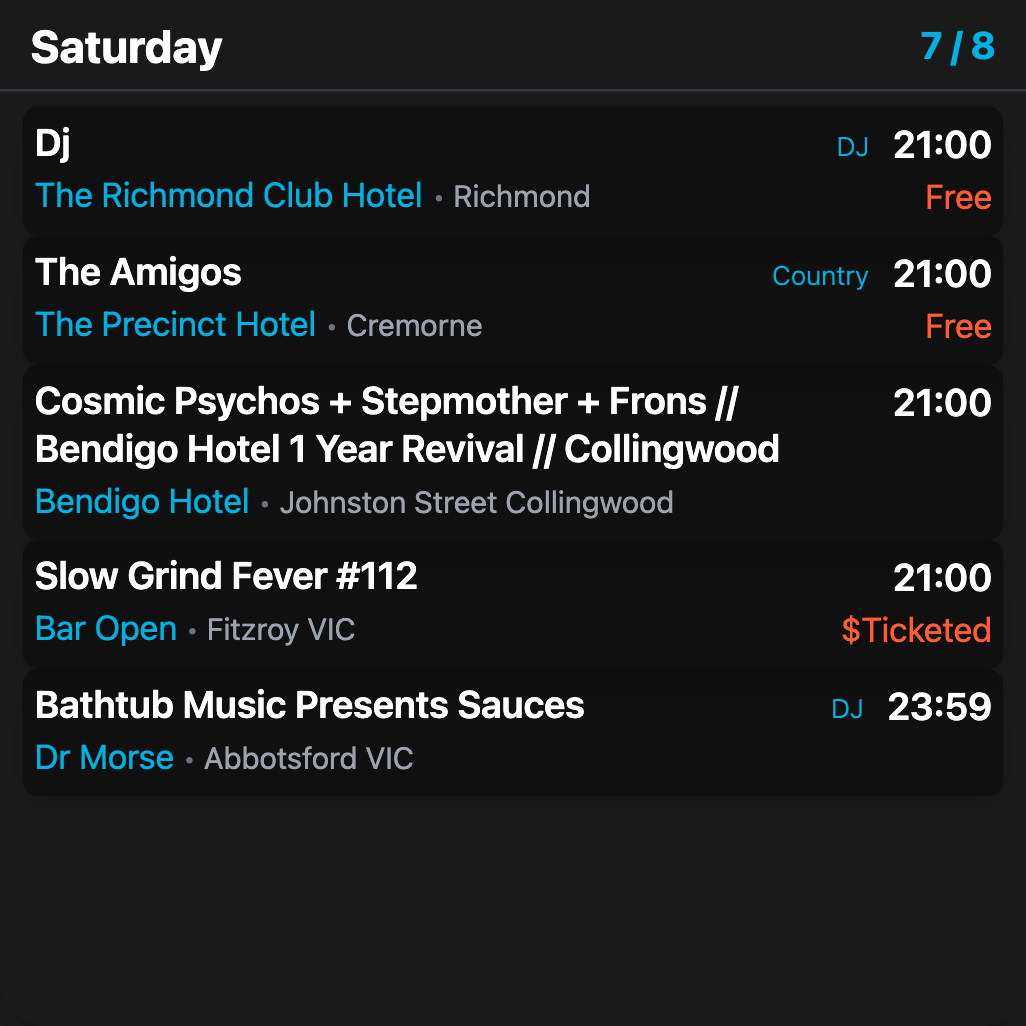 Saturday 7 / 8
Dj DJ 21:00
The Richmond Club Hotel • Richmond Free
The Amigos Country 21:00
The Precinct Hotel • Cremorne Free
Cosmic Psychos + Stepmother + Frons // 21:00
Bendigo Hotel 1 Year Revival // Collingwood
Bendigo Hotel • Johnston Street Collingwood
Slow Grind Fever #112 21:00
Bar Open • Fitzroy VIC $Ticketed
Bathtub Music Presents Sauces DJ 23:59
Dr Morse • Abbotsford VIC